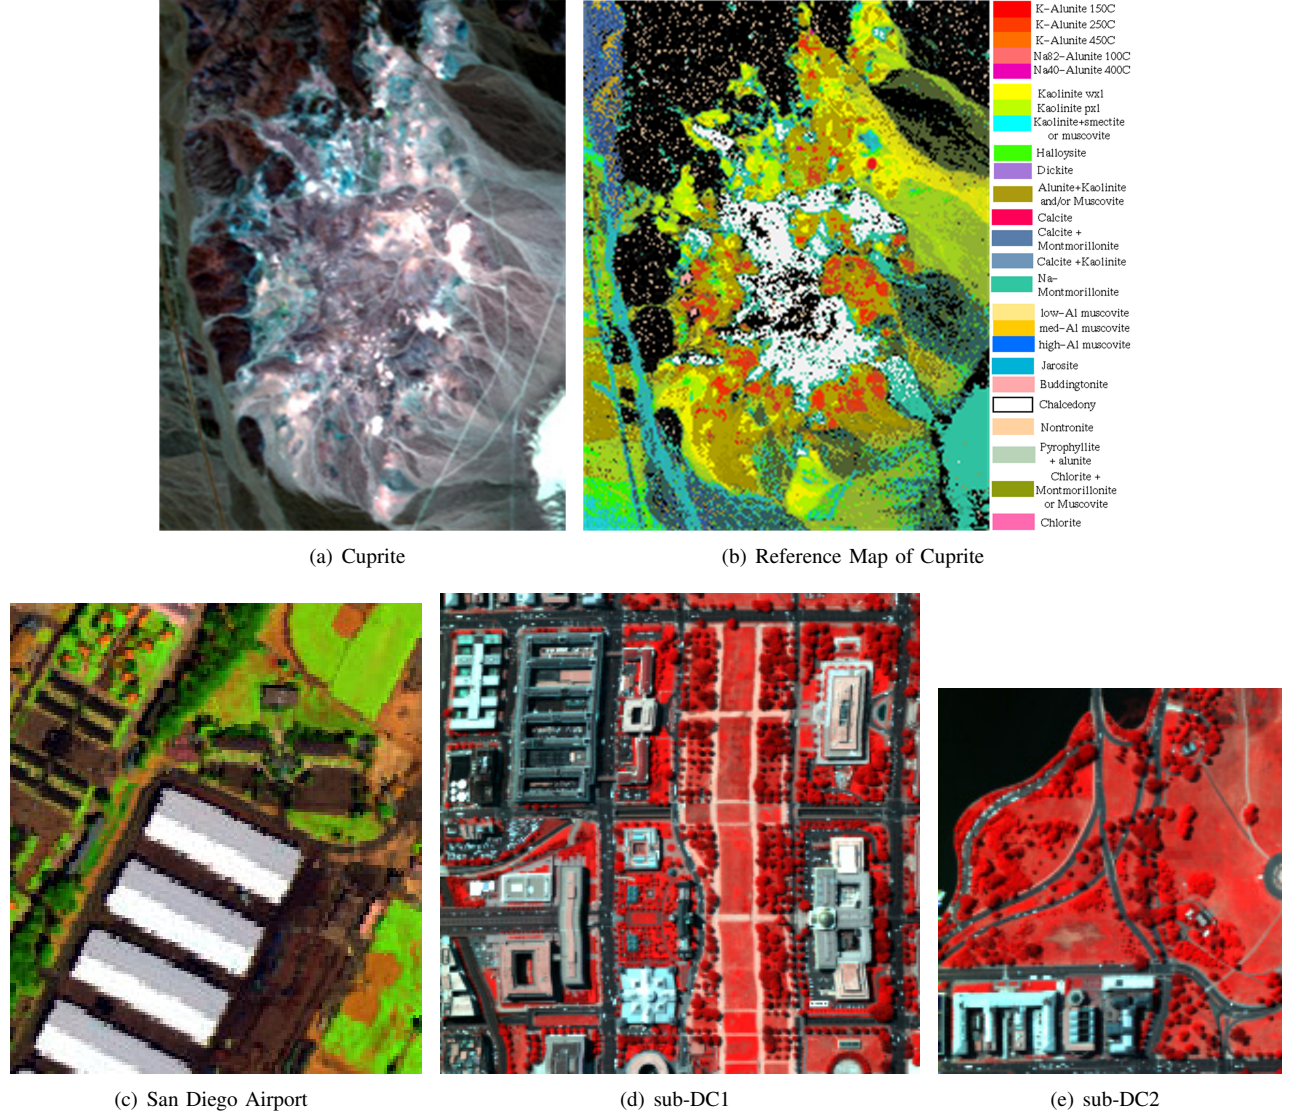 K-Alunite 150C
K-Alunite 250C
K-Alunite 450C
Na82-Alunite 100C
Na40-Alunite 400C
Kaolinite wxl
Kaolinite pxl
Kaolinite+smectite
or muscovite
Halloysite
Dickite
Alunite+Kaolinite
and/or Muscovite
Calcite
Calcite +
Montmorillonite
Calcite +Kaolinite
Na-
Montmorillonite
low-Al muscovite
med-Al muscovite
high-Al muscovite
Jarosite
Buddingtonite
Chalcedony
Nontronite
Pyrophyllite
+ alunite
Chlorite +
Montmorillonite
or Muscovite
Chlorite
(a) Cuprite
(b) Reference Map of Cuprite
(c) San Diego Airport
(d) sub-DC1
(e) sub-DC2